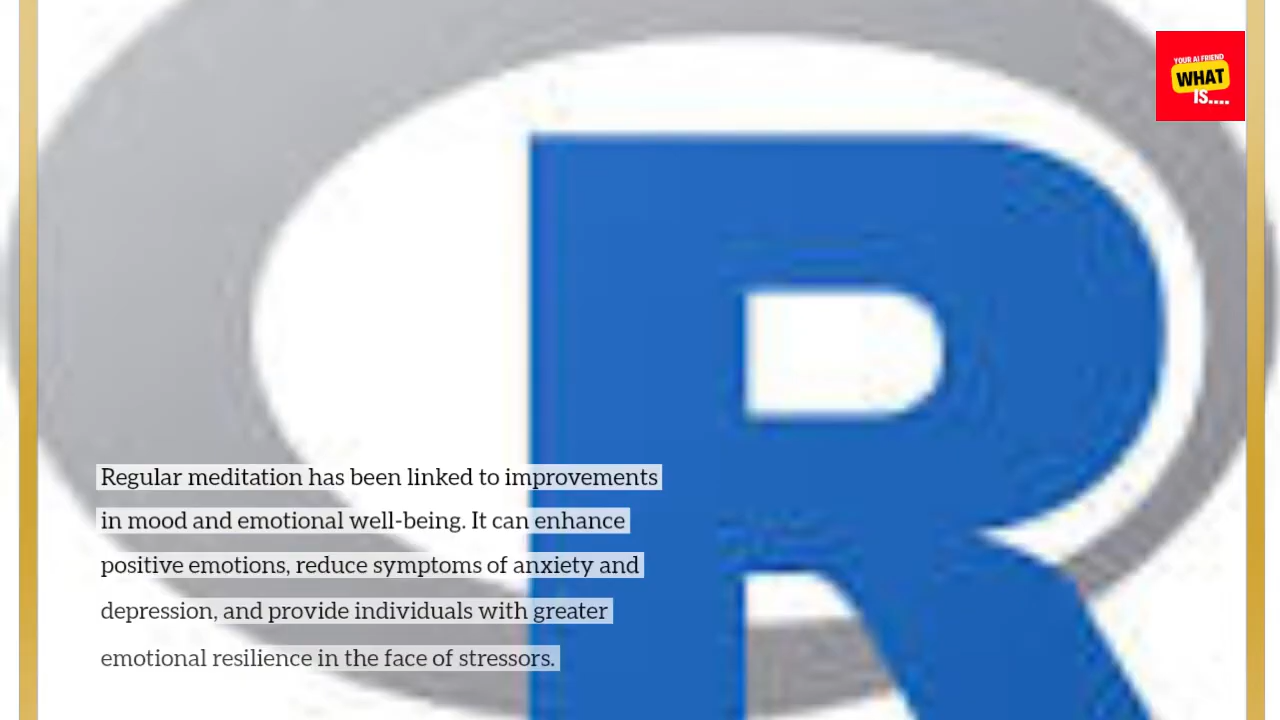 YOUR AI FRIEND
WHAT
IS....
R
Regular meditation has been linked to improvements
in mood and emotional well-being. It can enhance
positive emotions, reduce symptoms of anxiety and
depression, and provide individuals with greater
emotional resilience in the face of stressors.